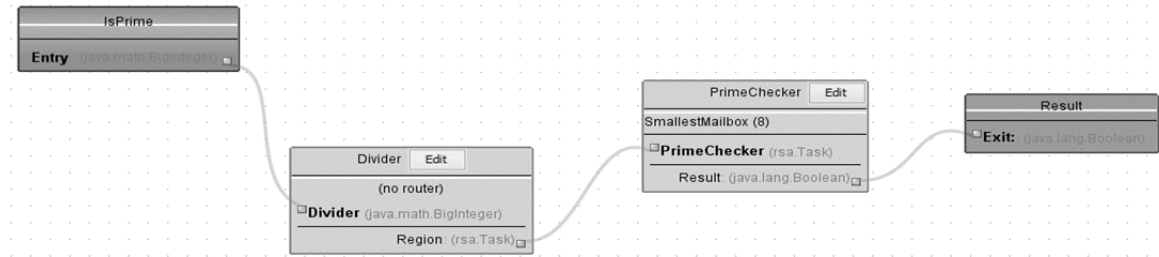 IsPrime
Entry (java.math.BigInteger)
Divider Edit
(no router)
Divider (java.math.BigInteger)
Region: (rsa.Task)
PrimeChecker Edit
SmallestMailbox (8)
PrimeChecker (rsa.Task)
Result: (java.lang.Boolean)
Result
Exit: (java.lang.Boolean)